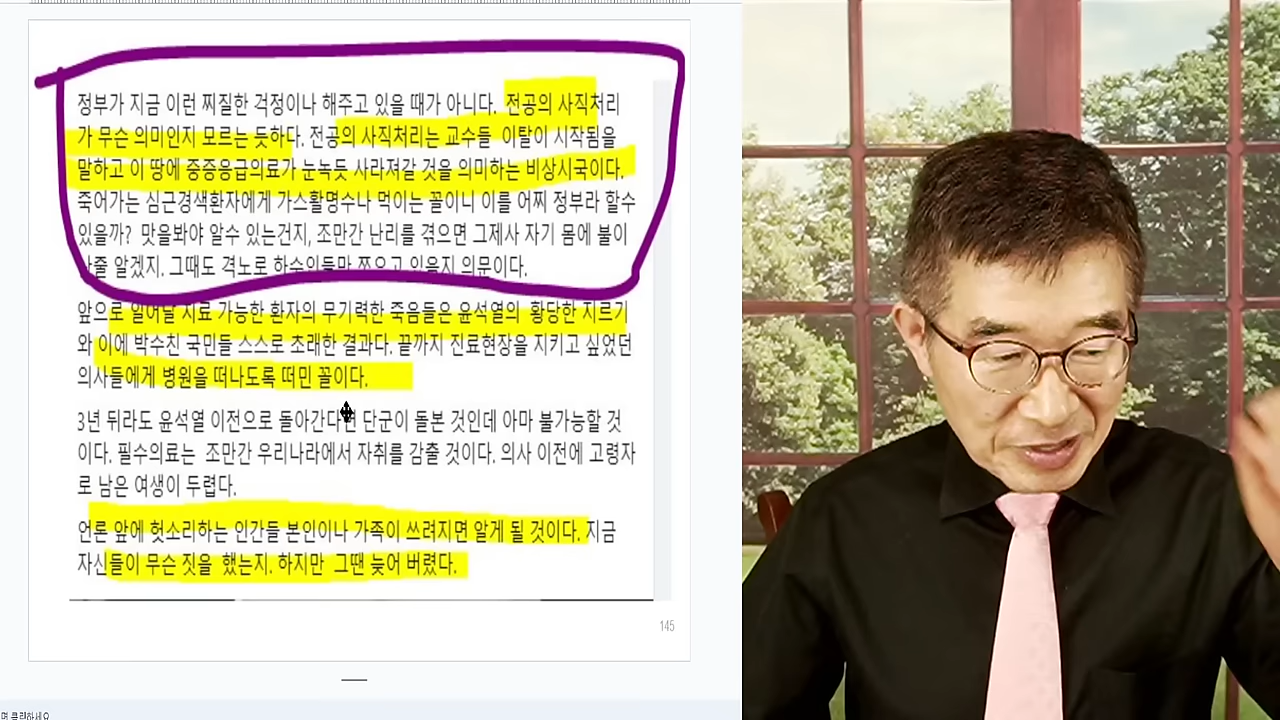 정부가 지금 이런 찌질한 걱정이나 해주고 있을 때가 아니다. 전공의 사직처리
가 무슨 의미인지 모르는 듯하다. 전공의 사직처리는 교수들 이탈이 시작됨을
말하고 이 땅에 중증응급의료가 눈녹듯 사라져갈 것을 의미하는 비상시국이다.
죽어가는 심근경색환자에게 가스활명수나 먹이는 꼴이니 이를 어찌 정부라 할수
있을까? 맛을봐야 알수 있는건지, 조만간 난리를 겪으면 그제사 자기 몸에 불이
줄 알겠지. 그때도 격노로 하수인들만 쪼으고 있을지 의문이다.
앞으로 일어날 치료 가능한 환자의 무기력한 죽음들은 윤석열의 황당한 지르기
와 이에 박수친 국민들 스스로 초래한 결과다. 끝까지 진료현장을 지키고 싶었던
의사들에게 병원을 떠나도록 떠민 꼴이다.
3년 뒤라도 윤석열 이전으로 돌아간다면 단군이 돌본 것인데 아마 불가능할 것
이다. 필수의료는 조만간 우리나라에서 자취를 감출 것이다. 의사 이전에 고령자
로 남은 여생이 두렵다.
언론 앞에 헛소리하는 인간들 본인이나 가족이 쓰려지면 알게 될 것이다. 지금
자신들이 무슨 짓을 했는지. 하지만 그땐 늦어 버렸다.
145